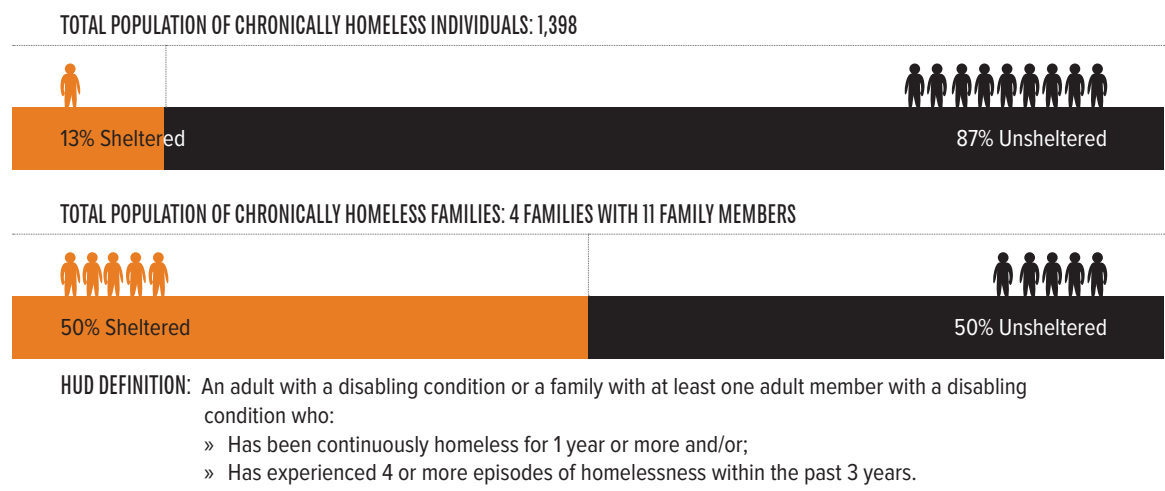 TOTAL POPULATION OF CHRONICALLY HOMELESS INDIVIDUALS: 1,398
13% Sheltered
87% Unsheltered
TOTAL POPULATION OF CHRONICALLY HOMELESS FAMILIES: 4 FAMILIES WITH 11 FAMILY MEMBERS
50% Sheltered
50% Unsheltered
HUD DEFINITION: An adult with a disabling condition or a family with at least one adult member with a disabling
condition who:
» Has been continuously homeless for 1 year or more and/or;
» Has experienced 4 or more episodes of homelessness within the past 3 years.